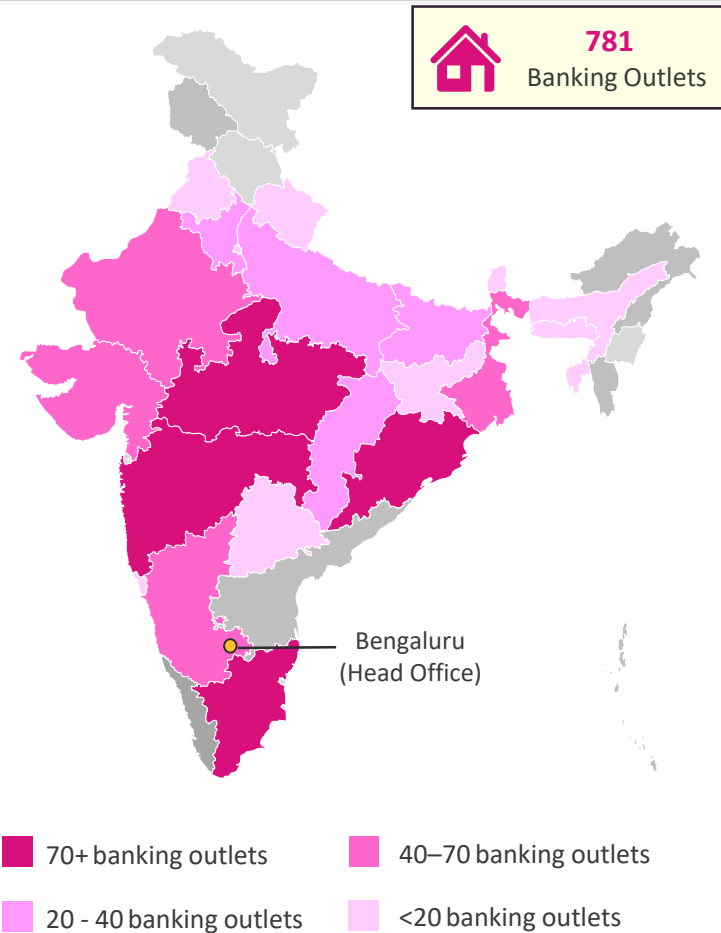 781
Banking Outlets
Bengaluru
(Head Office)
70+ banking outlets
40–70 banking outlets
20 - 40 banking outlets
<20 banking outlets